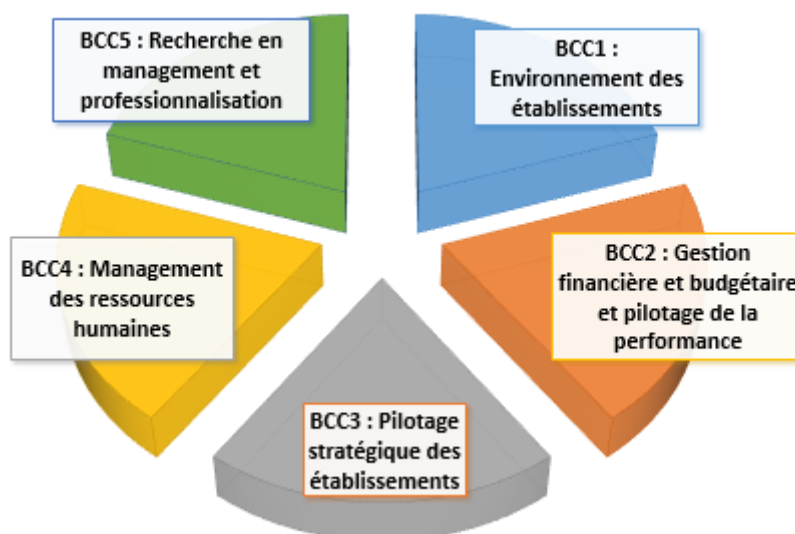 BCC5 : Recherche en
management et
professionnalisation
BCC1 :
Environnement des
établissements
BCC4 : Management
des ressources
humaines
BCC2 : Gestion
financière et budgétaire
et pilotage de la
performance
BCC3 : Pilotage
stratégique des
établissements